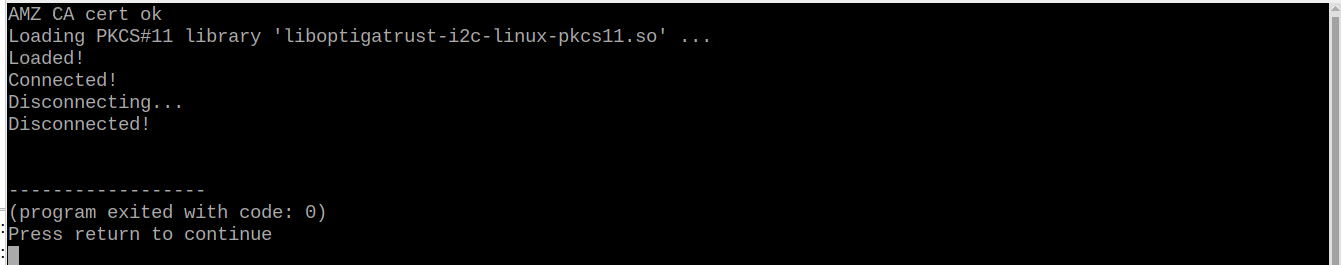 AMZ CA cert ok
Loading PKCS#11 library 'liboptigatrust-i2c-linux-pkcs11.so' ...
Loaded!
Connected!
Disconnecting...
Disconnected!
------------------
(program exited with code: 0)
Press return to continue